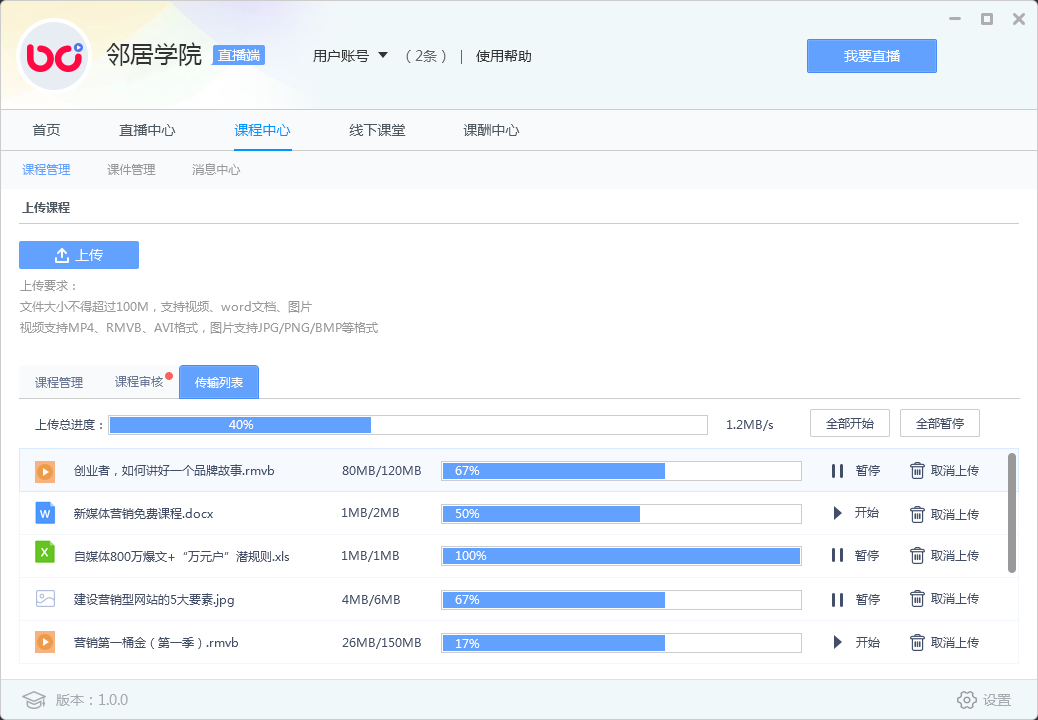 邻居学院 直播端 用户账号 （2条） | 使用帮助 我要直播
首页 直播中心 课程中心 线下课堂 课酬中心
课程管理 课件管理 消息中心
上传课程
上传
上传要求：
文件大小不得超过100M，支持视频、word文档、图片
视频支持MP4、RMVB、AVI格式，图片支持JPG/PNG/BMP等格式
课程管理 课程审核 传输列表
上传总进度： 40% 1.2MB/s 全部开始 全部暂停
创业者，如何讲好一个品牌故事.rmvb 80MB/120MB 67% 暂停 取消上传
W 新媒体营销免费课程.docx 1MB/2MB 50% 开始 取消上传
X 自媒体800万爆文+“万元户”潜规则.xls 1MB/1MB 100% 暂停 取消上传
建设营销型网站的5大要素.jpg 4MB/6MB 67% 暂停 取消上传
营销第一桶金（第一季）.rmvb 26MB/150MB 17% 开始 取消上传
版本：1.0.0 设置